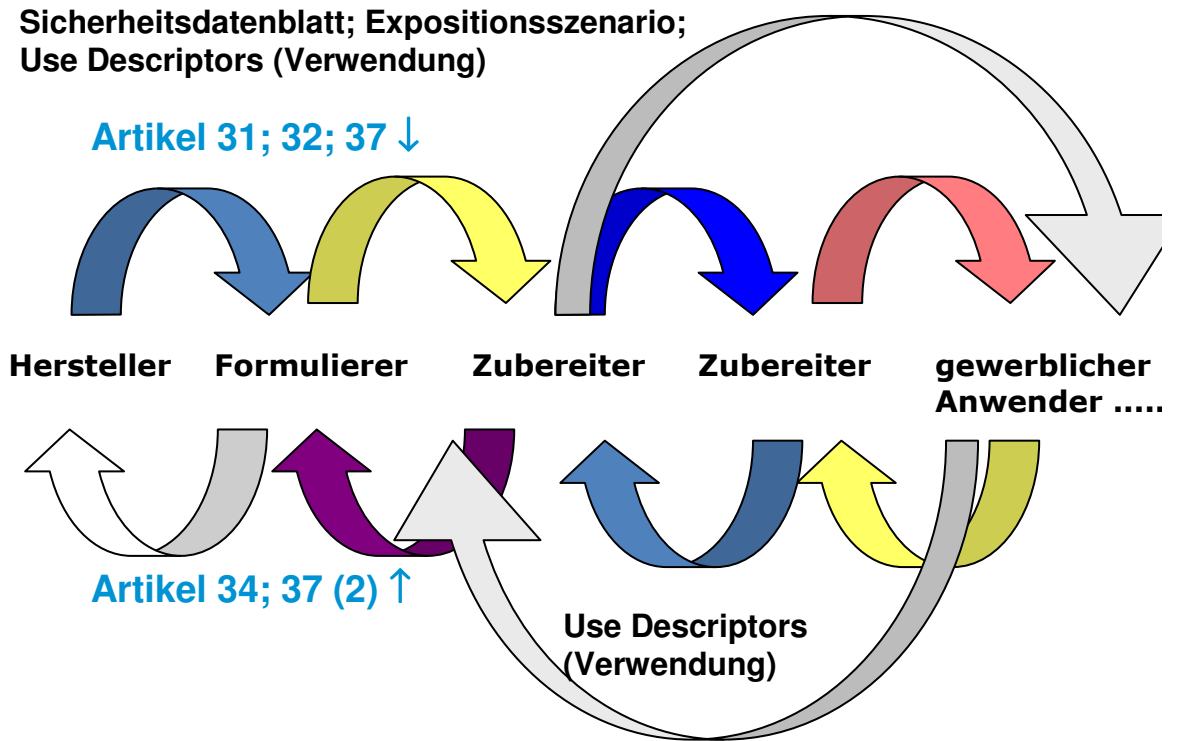 Sicherheitsdatenblatt; Expositionsszenario;
Use Descriptors (Verwendung)
Artikel 31; 32; 37 ↓
Hersteller Formulierer Zubereiter Zubereiter gewerblicher
Anwender .....
Artikel 34; 37 (2) ↑
Use Descriptors
(Verwendung)